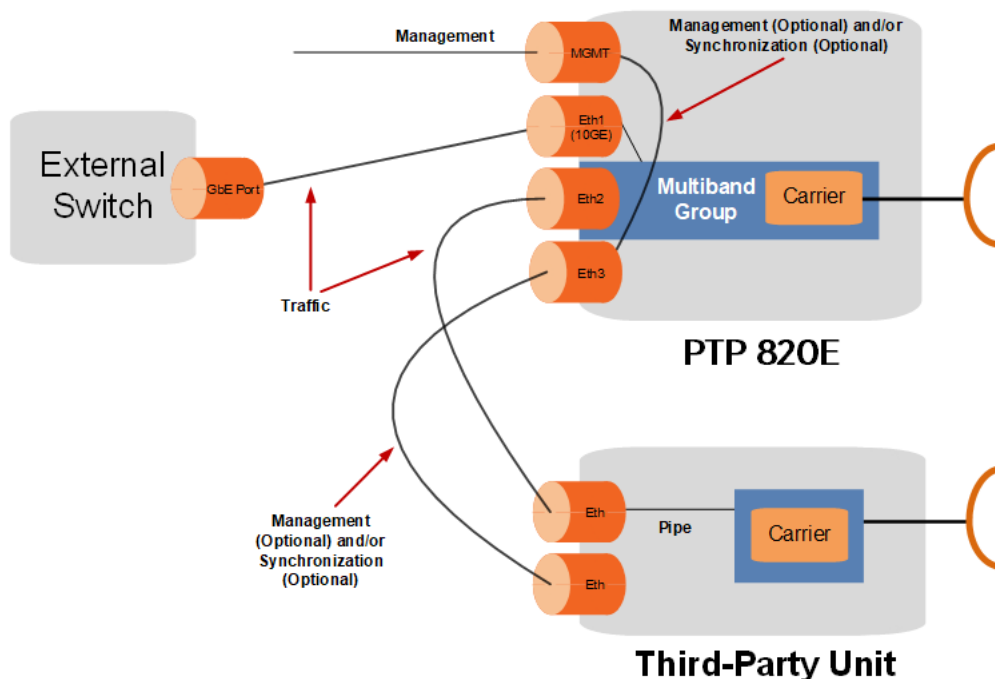 Management
Management (Optional) and/or
Synchronization (Optional)
MGMT
Eth1
(10GE)
External
Switch
GbE Port
Eth2
Multiband
Group
Carrier
Eth3
Traffic
PTP 820E
Management
(Optional) and/or
Synchronization
(Optional)
Eth
Pipe
Carrier
Eth
Third-Party Unit